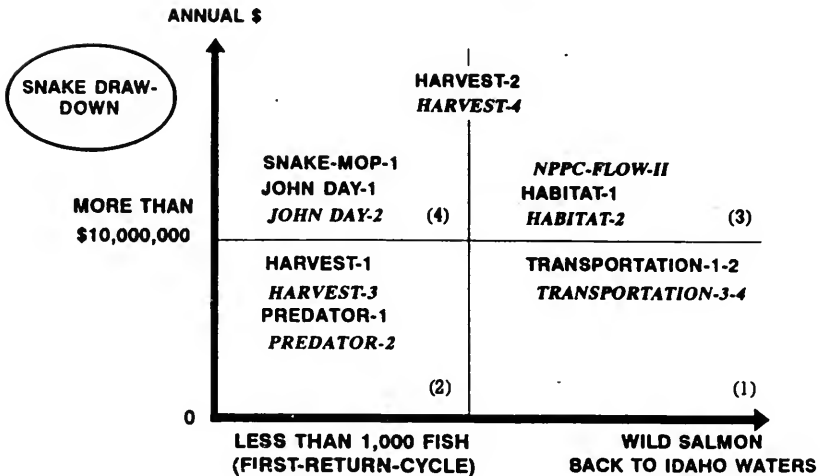 ANNUAL $
SNAKE DRAW-
DOWN
HARVEST-2
HARVEST-4
SNAKE-MOP-1
JOHN DAY-1
JOHN DAY-2 (4)
NPPC-FLOW-II
HABITAT-1
HABITAT-2 (3)
MORE THAN
$10,000,000
HARVEST-1
HARVEST-3
PREDATOR-1
PREDATOR-2
(2)
TRANSPORTATION-1-2
TRANSPORTATION-3-4
(1)
0
LESS THAN 1,000 FISH
(FIRST-RETURN-CYCLE)
WILD SALMON
BACK TO IDAHO WATERS